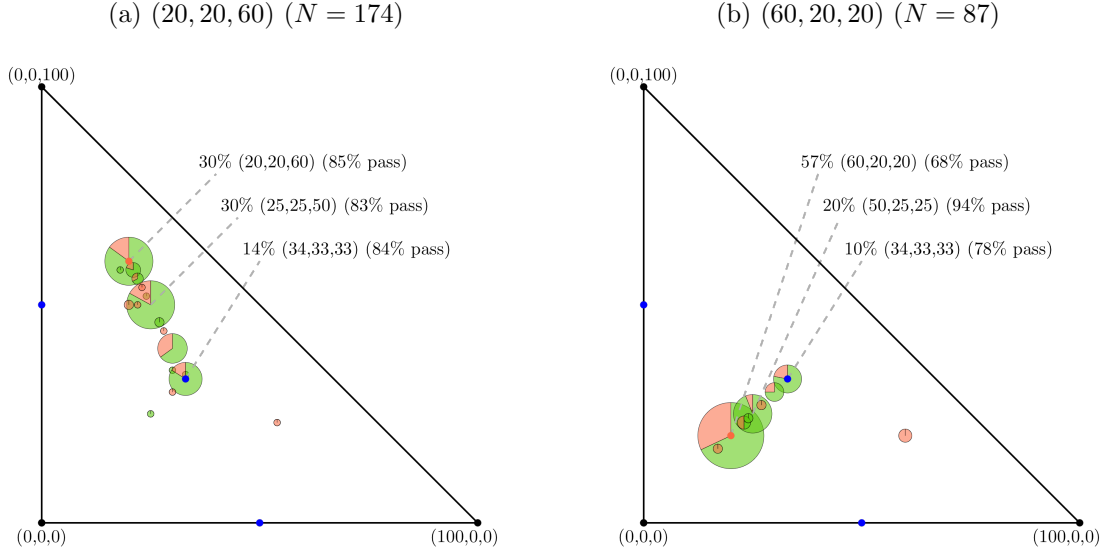 (a) (20, 20, 60) (N = 174)
(0,0,100)
30% (20,20,60) (85% pass)
30% (25,25,50) (83% pass)
14% (34,33,33) (84% pass)
(0,0,0)
(100,0,0)
(b) (60, 20, 20) (N = 87)
(0,0,100)
57% (60,20,20) (68% pass)
20% (50,25,25) (94% pass)
10% (34,33,33) (78% pass)
(0,0,0)
(100,0,0)